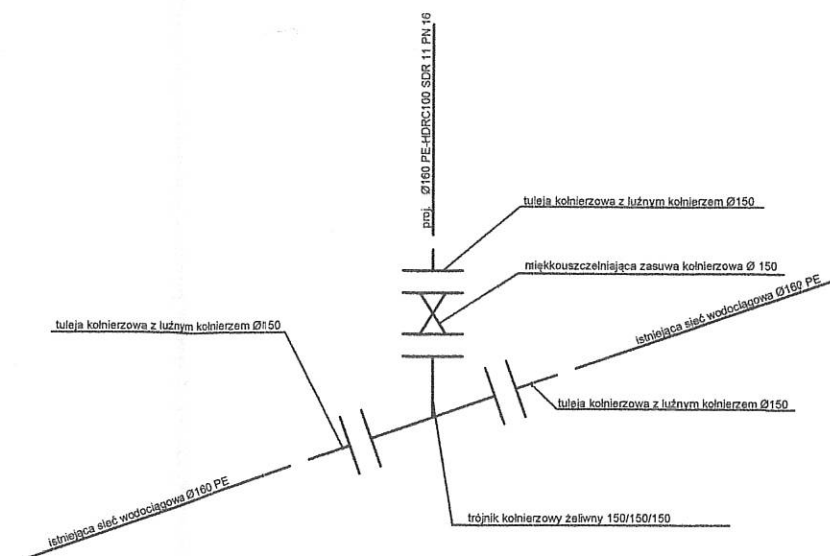 proj. Ø160 PE-HDRC100 SDR 11 PN 16
tuleja kołnierzowa z luźnym kołnierzem Ø150
miękkouszczelniająca zasuwa kołnierzowa Ø 150
istniejąca sieć wodociągowa Ø160 PE
tuleja kołnierzowa z luźnym kołnierzem Ø150
tuleja kołnierzowa z luźnym kołnierzem Ø150
istniejąca sieć wodociągowa Ø160 PE
trójnik kołnierzowy żeliwny 150/150/150